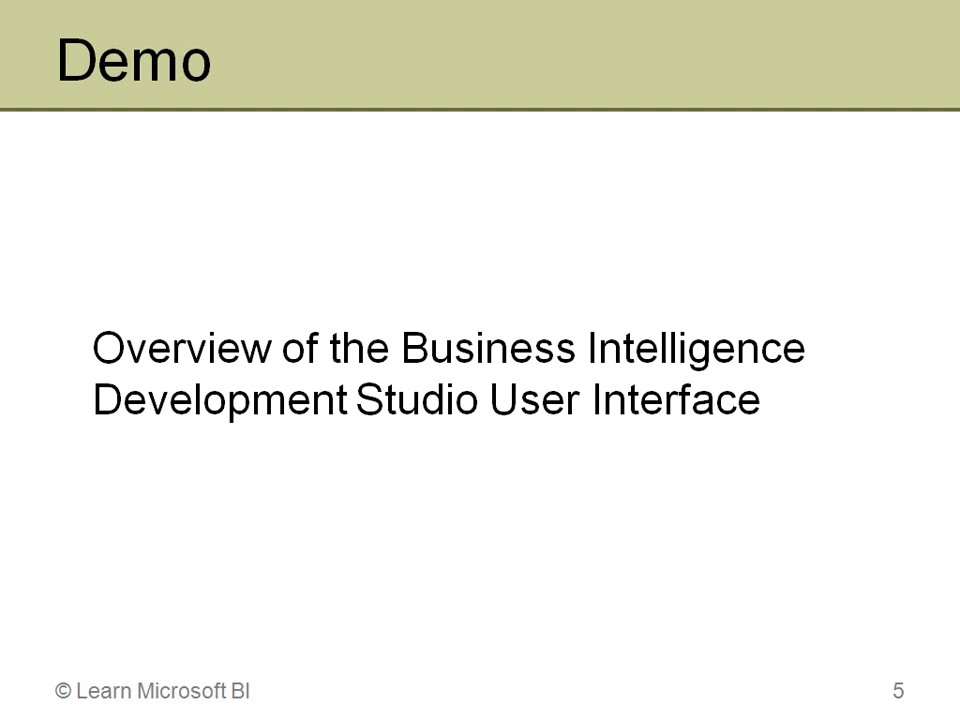 Demo
Overview of the Business Intelligence
Development Studio User Interface
© Learn Microsoft BI
5